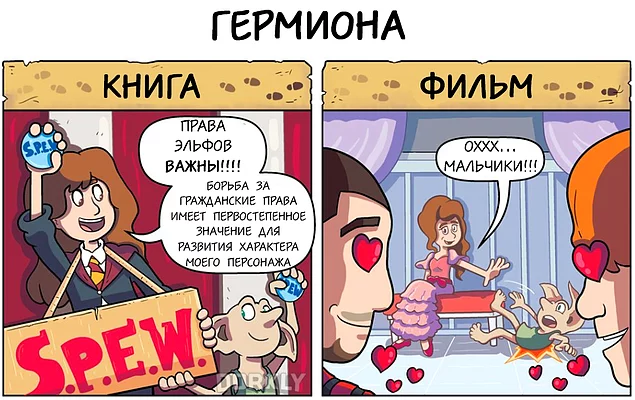 ГЕРМИОНА
КНИГА
ФИЛЬМ
S.P.E.W
ПРАВА
ЭЛЬФОВ
ВАЖНЫ!!!!
БОРЬБА ЗА
ГРАЖДАНСКИЕ ПРАВА
ИМЕЕТ ПЕРВОСТЕПЕННОЕ
ЗНАЧЕНИЕ ДЛЯ
РАЗВИТИЯ ХАРАКТЕРА
МОЕГО ПЕРСОНАЖА
S.P.E.W.
ОХХХ...
МАЛЬЧИКИ!!!